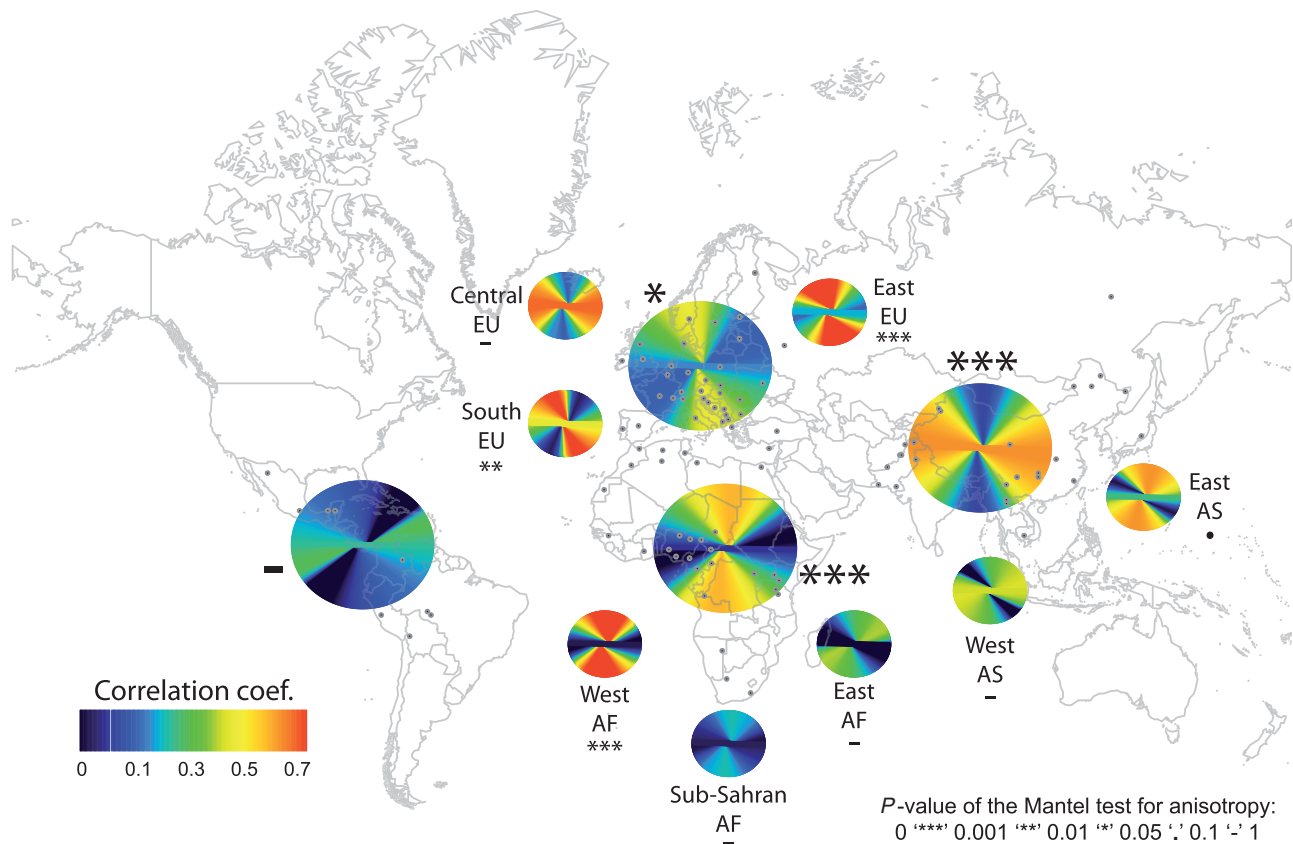 Central
EU
-
*
East
EU
***
***
South
EU
**
East
AS
•
-
***
West
AS
-
West
AF
***
East
AF
-
Sub-Sahran
AF
-
Correlation coef.
0 0.1 0.3 0.5 0.7
P-value of the Mantel test for anisotropy:
0 ‘***’ 0.001 ‘**’ 0.01 ‘*’ 0.05 ‘.’ 0.1 ‘-’ 1